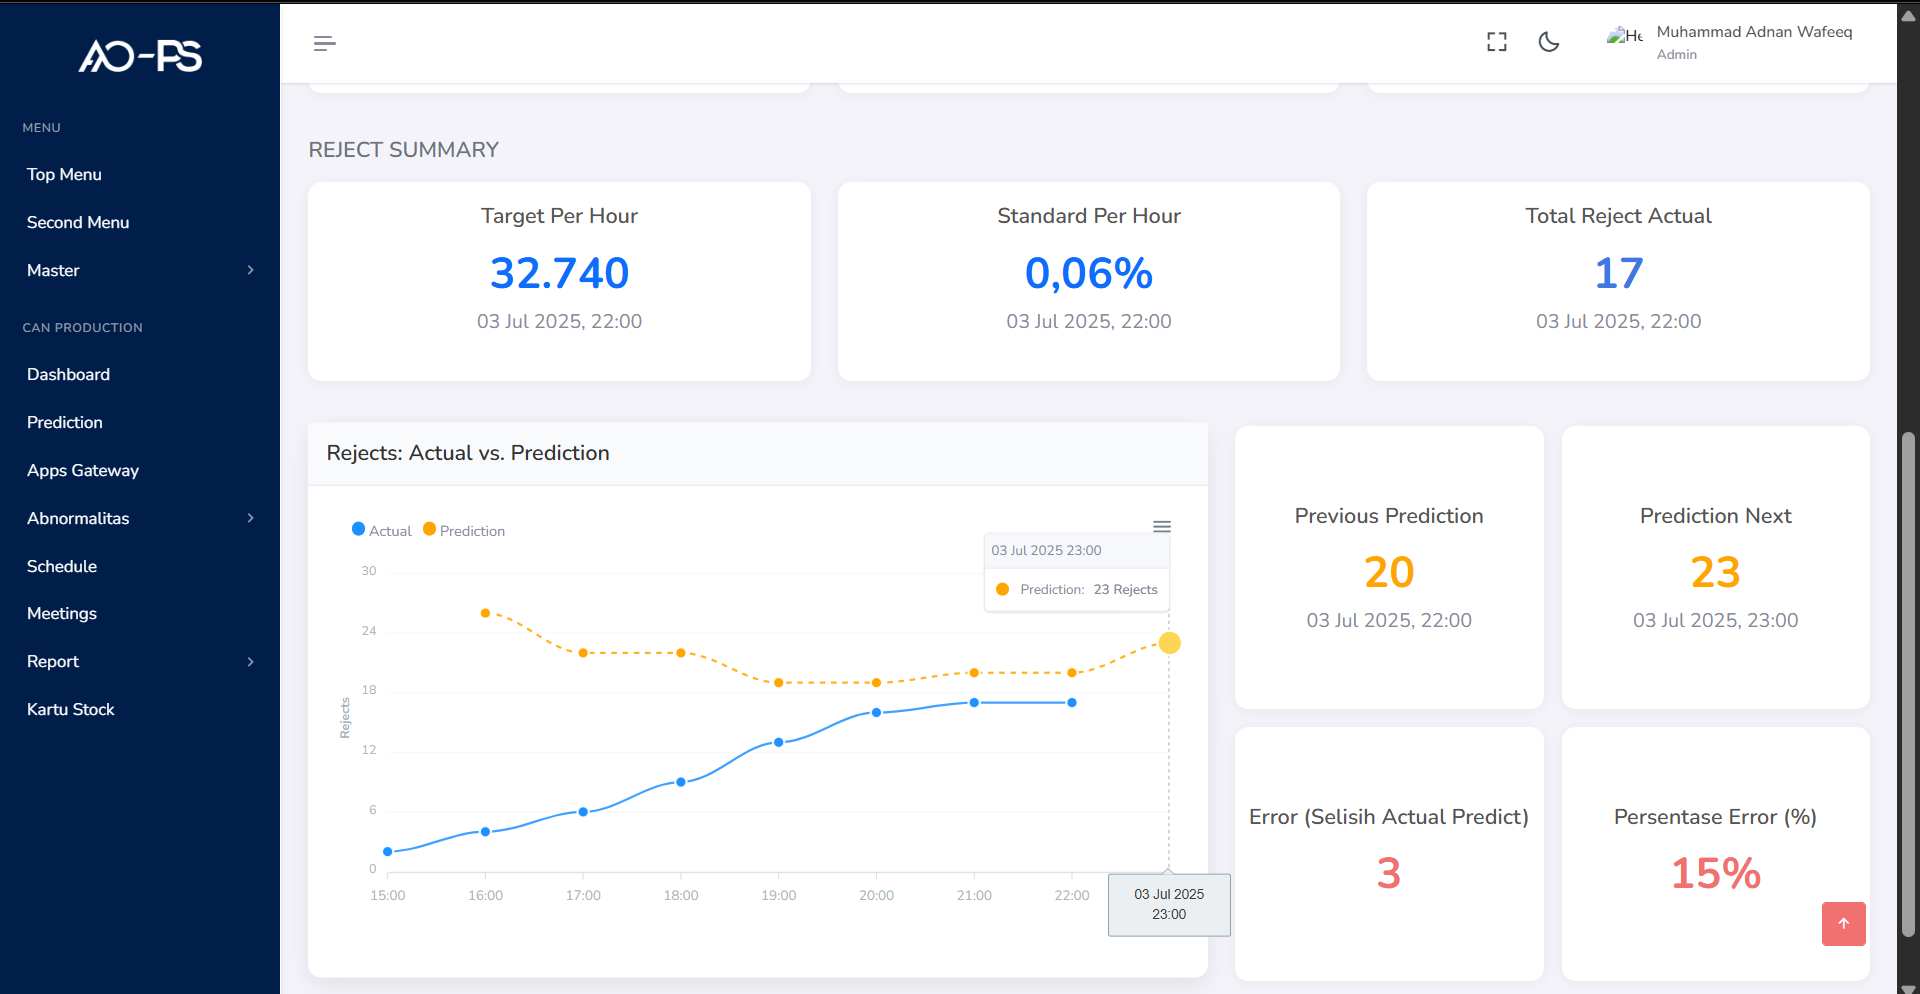 AO-PS
MENU
Top Menu
Second Menu
Master
CAN PRODUCTION
Dashboard
Prediction
Apps Gateway
Abnormalitas
Schedule
Meetings
Report
Kartu Stock
He
Muhammad Adnan Wafeeq
Admin
REJECT SUMMARY
Target Per Hour
32.740
03 Jul 2025, 22:00
Standard Per Hour
0,06%
03 Jul 2025, 22:00
Total Reject Actual
17
03 Jul 2025, 22:00
Rejects: Actual vs. Prediction
Actual
Prediction
03 Jul 2025 23:00
Prediction: 23 Rejects
30
24
18
12
6
0
Rejects
15:00
16:00
17:00
18:00
19:00
20:00
21:00
22:00
03 Jul 2025
23:00
Previous Prediction
20
03 Jul 2025, 22:00
Prediction Next
23
03 Jul 2025, 23:00
Error (Selisih Actual Predict)
3
Persentase Error (%)
15%